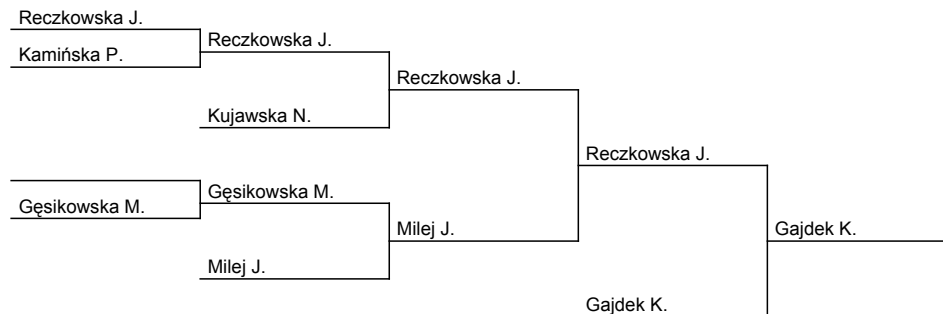 Reczkowska J.
Kamińska P.
Reczkowska J.
Reczkowska J.
Kujawska N.
Reczkowska J.
Gęsikowska M.
Gęsikowska M.
Milej J.
Gajdek K.
Milej J.
Gajdek K.